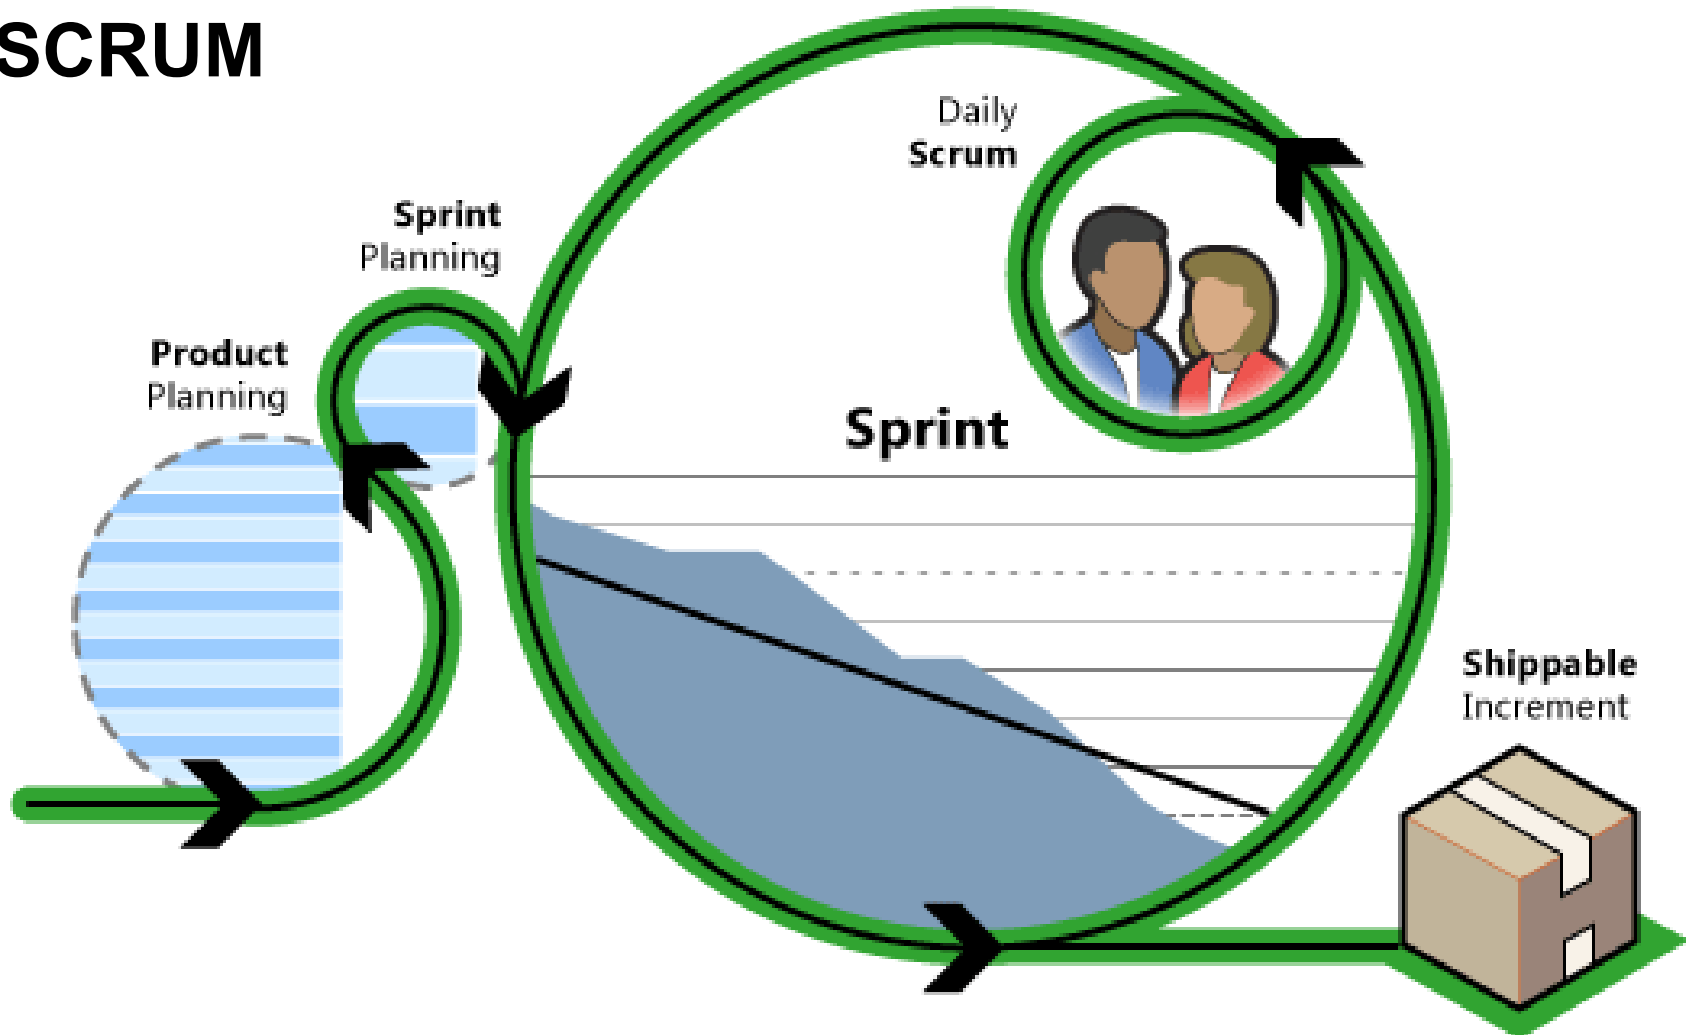 SCRUM
Daily
Scrum
Sprint
Planning
Product
Planning
Sprint
Shippable
Increment